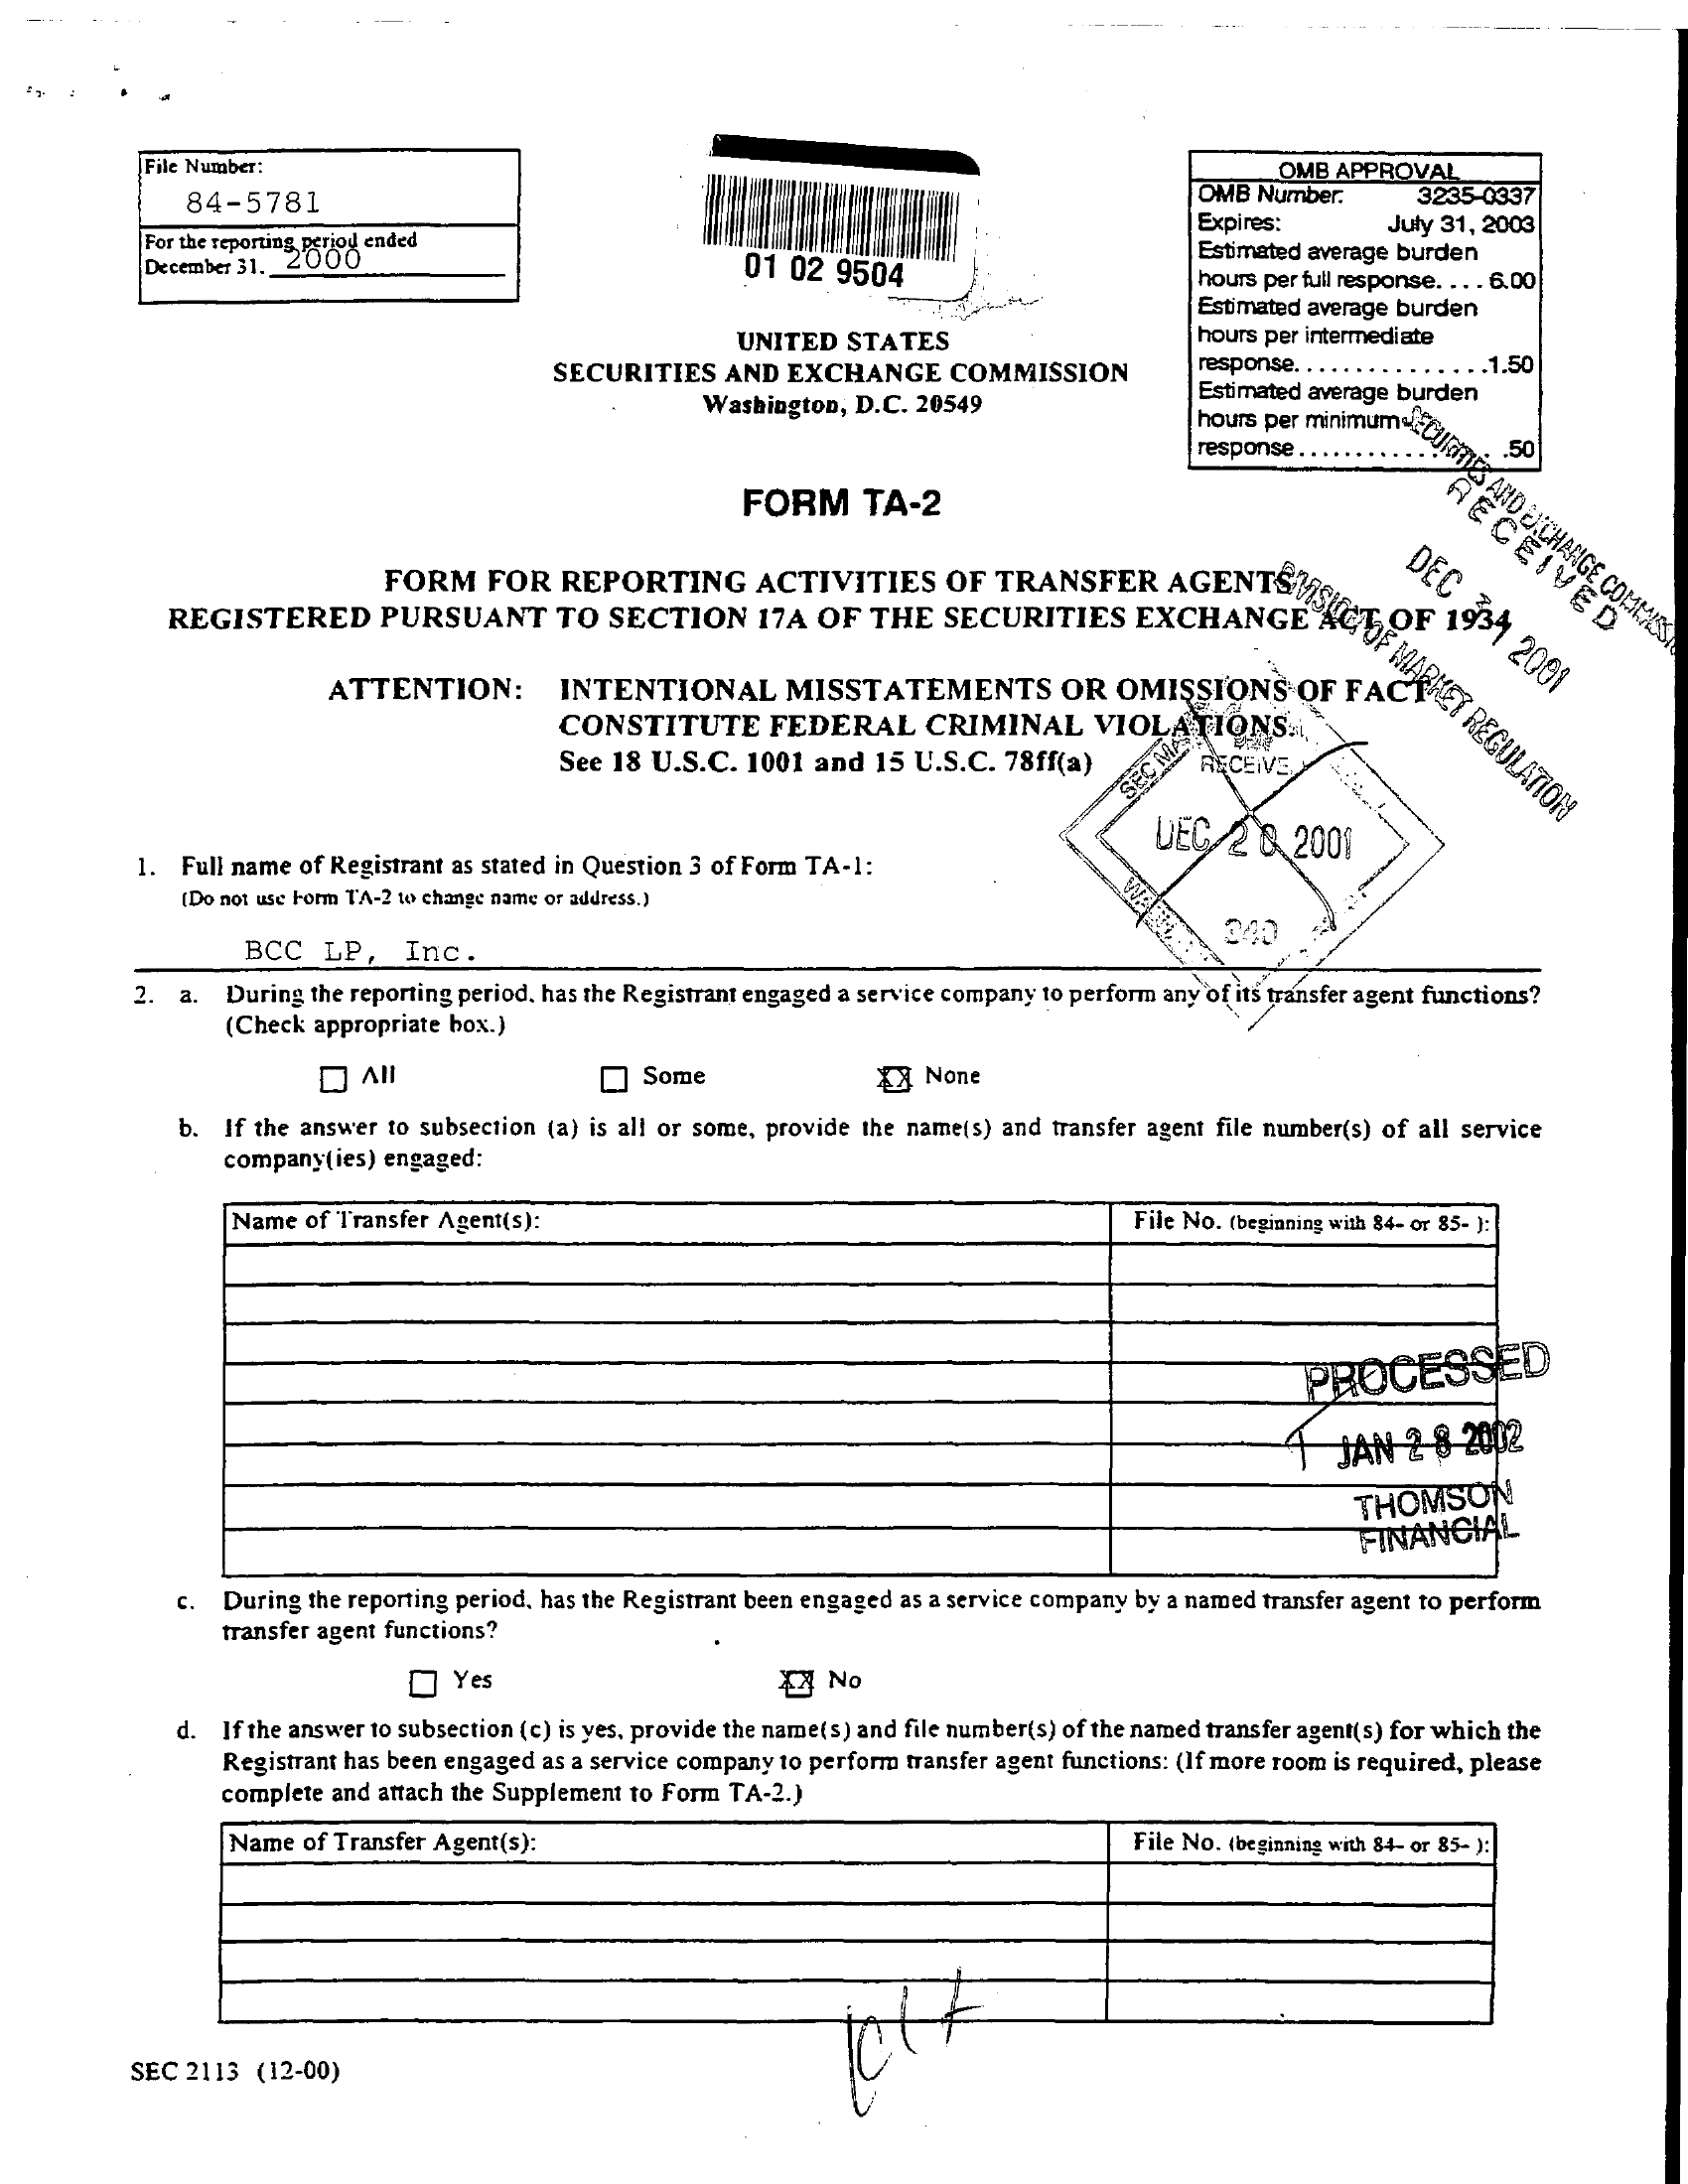 File Number:
84-5781
For the reporting period ended
December 31. 2000
01 02 9504
OMB APPROVAL
OMB Number: 3235-0337
Expires: July 31, 2003
Estimated average burden
hours per full response. . . . 6.00
Estimated average burden
hours per intermediate
response. . . . . . . . . . . . . . . .1.50
Estimated average burden
hours per minimum
response . . . . . . . . . . . . . . . .50
UNITED STATES
SECURITIES AND EXCHANGE COMMISSION
Washington, D.C. 20549
SECURITIES AND EXCHANGE COMMISSION
RECEIVED
DEC 31 2001
DIVISION OF MARKET REGULATION
FORM TA-2
FORM FOR REPORTING ACTIVITIES OF TRANSFER AGENTS
REGISTERED PURSUANT TO SECTION 17A OF THE SECURITIES EXCHANGE ACT OF 1934
ATTENTION: INTENTIONAL MISSTATEMENTS OR OMISSIONS OF FACT
CONSTITUTE FEDERAL CRIMINAL VIOLATIONS.
See 18 U.S.C. 1001 and 15 U.S.C. 78ff(a)
SEC
RECEIVE
DEC 20 2001
340
1. Full name of Registrant as stated in Question 3 of Form TA-1:
(Do not use Form TA-2 to change name or address.)
BCC LP, Inc.
2. a. During the reporting period, has the Registrant engaged a service company to perform any of its transfer agent functions?
(Check appropriate box.)
All Some XX None
b. If the answer to subsection (a) is all or some, provide the name(s) and transfer agent file number(s) of all service
company(ies) engaged:
Name of Transfer Agent(s): File No. (beginning with 84- or 85- ):
PROCESSED
JAN 28 2002
THOMSON
FINANCIAL
c. During the reporting period, has the Registrant been engaged as a service company by a named transfer agent to perform
transfer agent functions?
Yes XX No
d. If the answer to subsection (c) is yes, provide the name(s) and file number(s) of the named transfer agent(s) for which the
Registrant has been engaged as a service company to perform transfer agent functions: (If more room is required, please
complete and attach the Supplement to Form TA-2.)
Name of Transfer Agent(s): File No. (beginning with 84- or 85- ):
SEC 2113 (12-00)